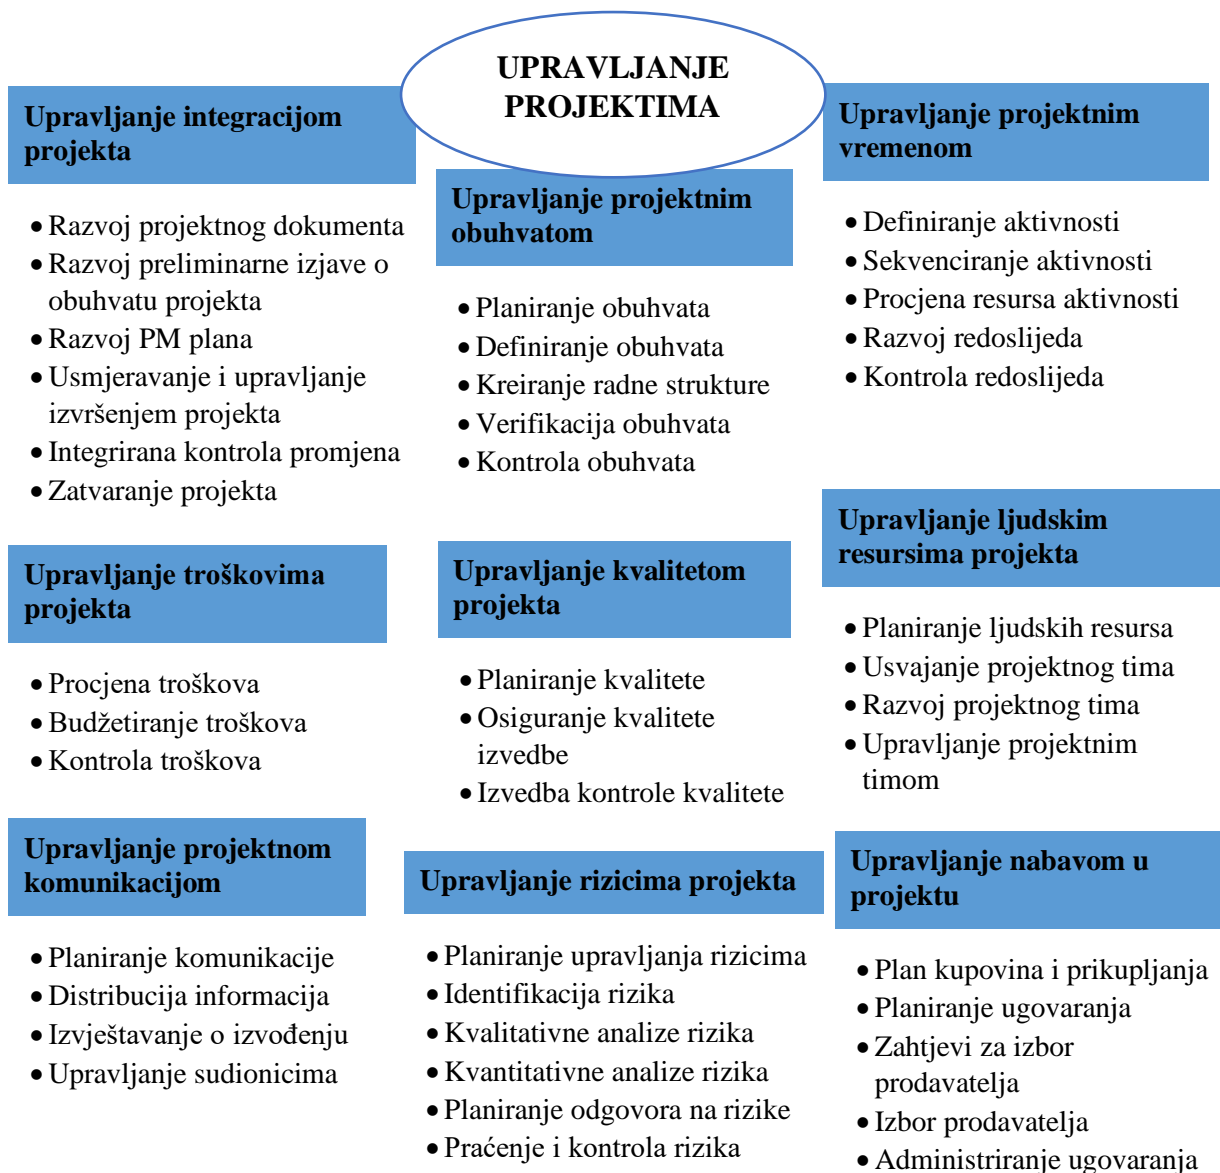 UPRAVLJANJE
PROJEKTIMA
Upravljanje integracijom
projekta
• Razvoj projektnog dokumenta
• Razvoj preliminarne izjave o
obuhvatu projekta
• Razvoj PM plana
• Usmjeravanje i upravljanje
izvršenjem projekta
• Integrirana kontrola promjena
• Zatvaranje projekta
Upravljanje projektnim
obuhvatom
• Planiranje obuhvata
• Definiranje obuhvata
• Kreiranje radne strukture
• Verifikacija obuhvata
• Kontrola obuhvata
Upravljanje projektnim
vremenom
• Definiranje aktivnosti
• Sekvenciranje aktivnosti
• Procjena resursa aktivnosti
• Razvoj redoslijeda
• Kontrola redoslijeda
Upravljanje troškovima
projekta
• Procjena troškova
• Budžetiranje troškova
• Kontrola troškova
Upravljanje kvalitetom
projekta
• Planiranje kvalitete
• Osiguranje kvalitete
izvedbe
• Izvedba kontrole kvalitete
Upravljanje ljudskim
resursima projekta
• Planiranje ljudskih resursa
• Usvajanje projektnog tima
• Razvoj projektnog tima
• Upravljanje projektnim
timom
Upravljanje projektnom
komunikacijom
• Planiranje komunikacije
• Distribucija informacija
• Izvještavanje o izvođenju
• Upravljanje sudionicima
Upravljanje rizicima projekta
• Planiranje upravljanja rizicima
• Identifikacija rizika
• Kvalitativne analize rizika
• Kvantitativne analize rizika
• Planiranje odgovora na rizike
• Praćenje i kontrola rizika
Upravljanje nabavom u
projektu
• Plan kupovina i prikupljanja
• Planiranje ugovaranja
• Zahtjevi za izbor
prodavatelja
• Izbor prodavatelja
• Administriranje ugovaranja